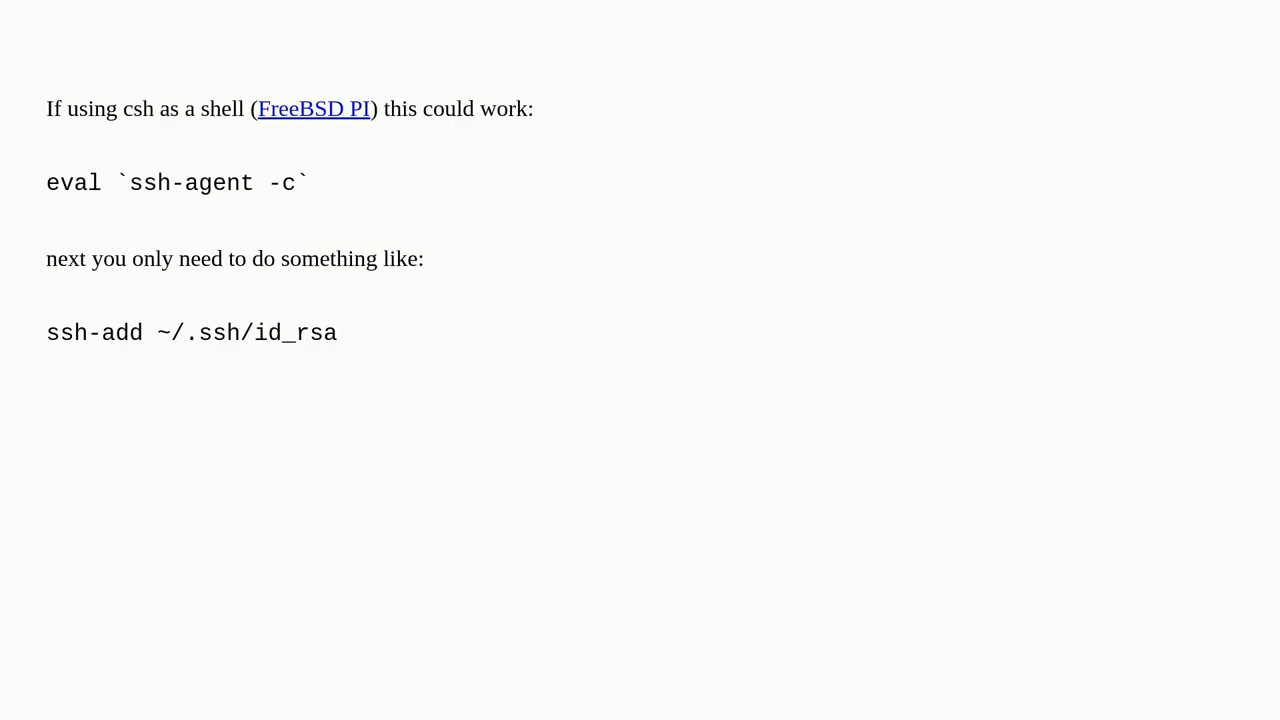 If using csh as a shell (FreeBSD PI) this could work:
eval `ssh-agent -c`
next you only need to do something like:
ssh-add ~/.ssh/id_rsa